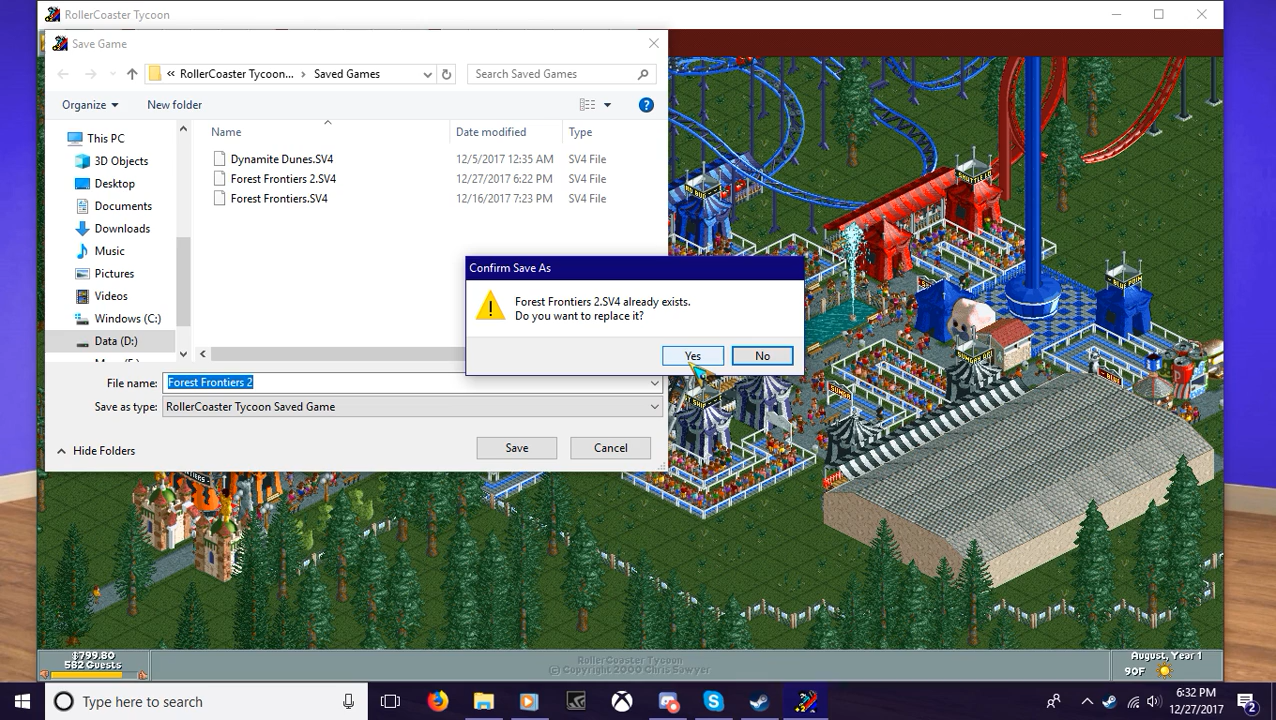 RollerCoaster Tycoon
Save Game
« RollerCoaster Tycoon... › Saved Games
Search Saved Games
Organize
New folder
This PC
3D Objects
Desktop
Documents
Downloads
Music
Pictures
Videos
Windows (C:)
Data (D:)
Name Date modified Type
Dynamite Dunes.SV4 12/5/2017 12:35 AM SV4 File
Forest Frontiers 2.SV4 12/27/2017 6:22 PM SV4 File
Forest Frontiers.SV4 12/16/2017 7:23 PM SV4 File
Confirm Save As
Forest Frontiers 2.SV4 already exists.
Do you want to replace it?
Yes No
File name: Forest Frontiers 2
Save as type: RollerCoaster Tycoon Saved Game
Hide Folders
Save Cancel
SHUTTLE LO
$799.80
582 Guests
RollerCoaster Tycoon
© Copyright 2000 Chris Sawyer
August, Year 1
90F
Type here to search
6:32 PM
12/27/2017
2